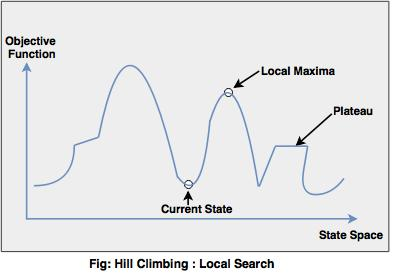 Objective
Function
Local Maxima
Plateau
Current State
State Space
Fig: Hill Climbing : Local Search